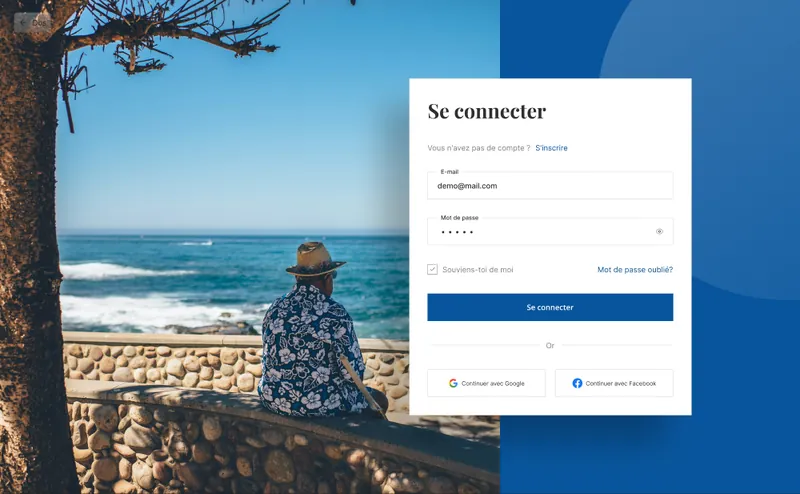 Se connecter
Vous n'avez pas de compte ? S'inscrire
E-mail
demo@mail.com
Mot de passe
Souviens-toi de moi
Mot de passe oublié?
Se connecter
Or
Continuer avec Google
Continuer avec Facebook